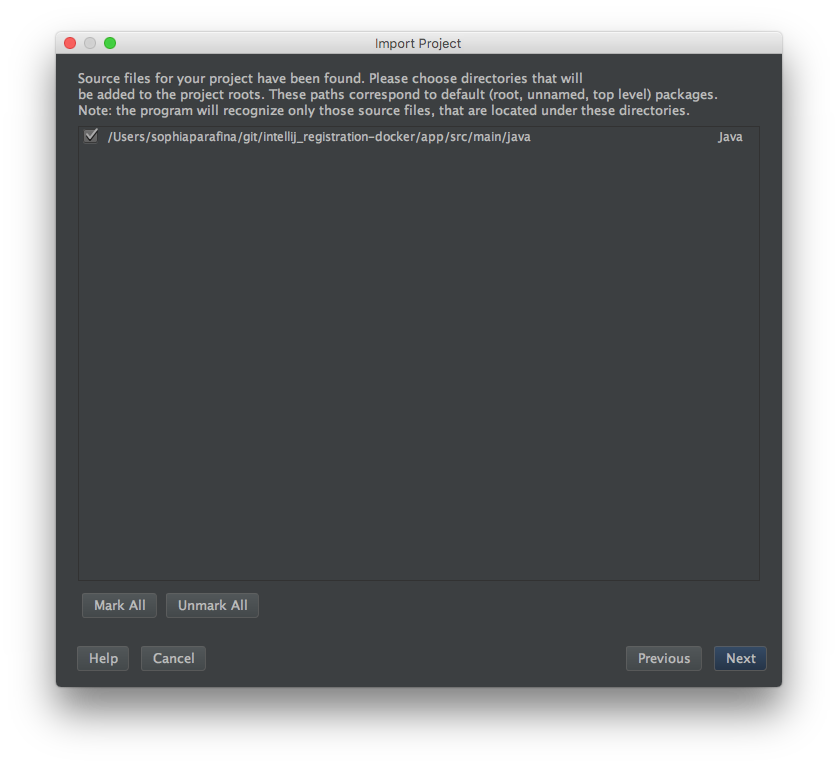 Import Project
Source files for your project have been found. Please choose directories that will
be added to the project roots. These paths correspond to default (root, unnamed, top level) packages.
Note: the program will recognize only those source files, that are located under these directories.
/Users/sophiaparafina/git/intellij_registration-docker/app/src/main/java Java
Mark All Unmark All
Help Cancel Previous Next